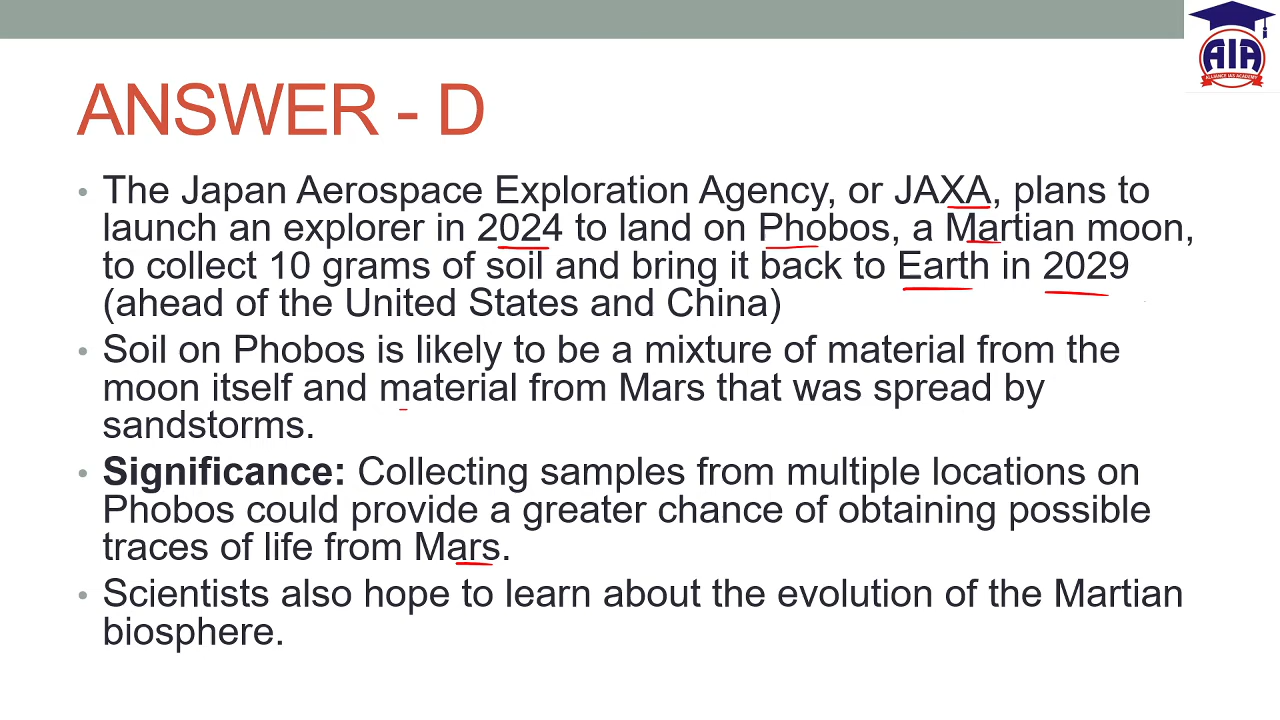 AIA
ALLIANCE IAS ACADEMY
ANSWER - D
• The Japan Aerospace Exploration Agency, or JAXA, plans to
launch an explorer in 2024 to land on Phobos, a Martian moon,
to collect 10 grams of soil and bring it back to Earth in 2029
(ahead of the United States and China)
• Soil on Phobos is likely to be a mixture of material from the
moon itself and material from Mars that was spread by
sandstorms.
• Significance: Collecting samples from multiple locations on
Phobos could provide a greater chance of obtaining possible
traces of life from Mars.
• Scientists also hope to learn about the evolution of the Martian
biosphere.